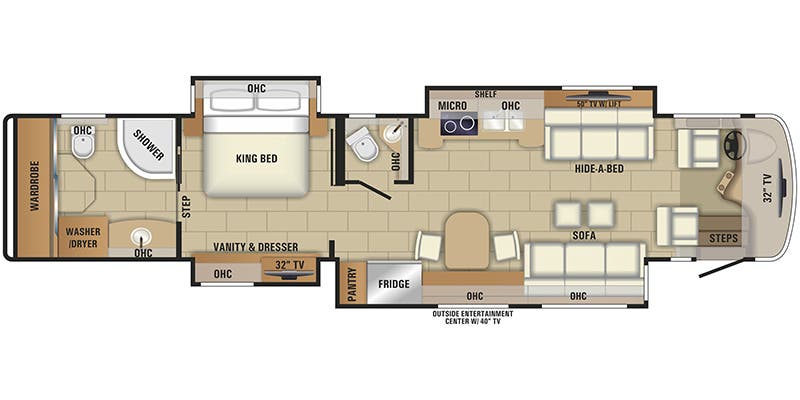 OHC
SHELF
MICRO
OHC
50" TV W/ LIFT
OHC
SHOWER
KING BED
OHC
HIDE-A-BED
WARDROBE
STEP
32" TV
WASHER
/DRYER
OHC
VANITY & DRESSER
SOFA
STEPS
OHC
32" TV
PANTRY
FRIDGE
OHC
OHC
OUTSIDE ENTERTAINMENT
CENTER W/ 40" TV